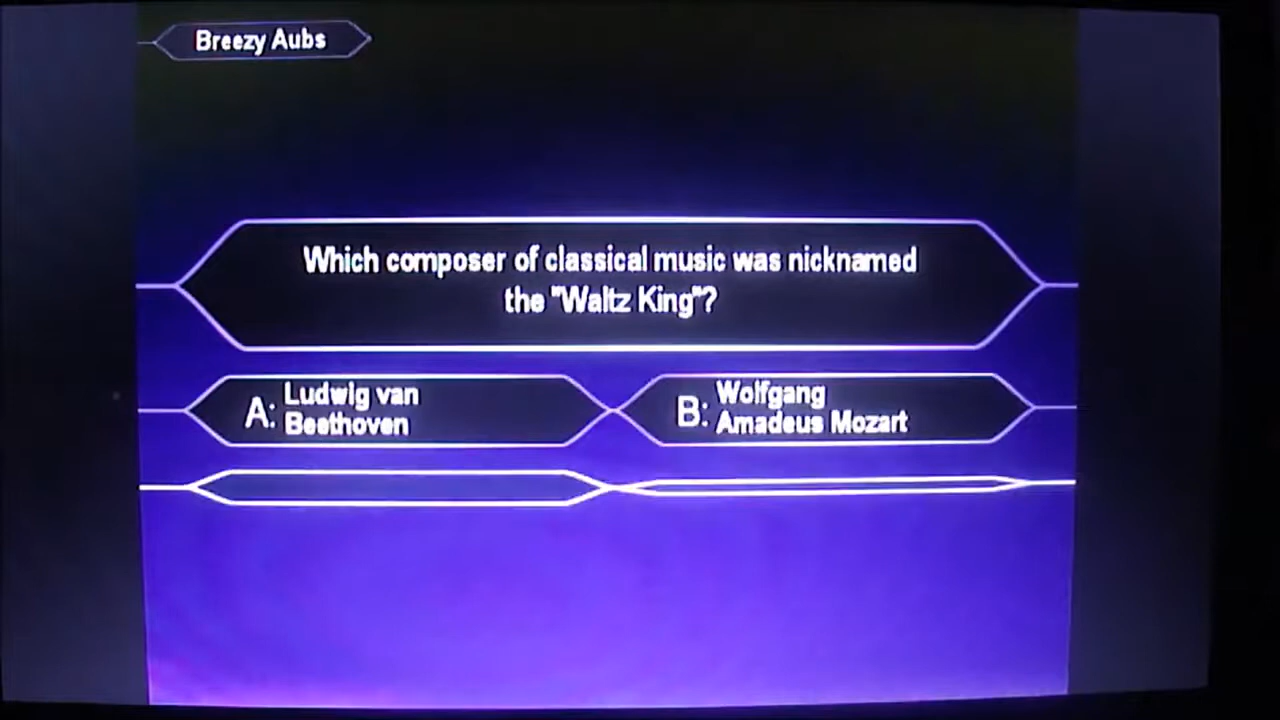 Breezy Aubs
Which composer of classical music was nicknamed
the "Waltz King"?
A: Ludwig van
Beethoven
B: Wolfgang
Amadeus Mozart